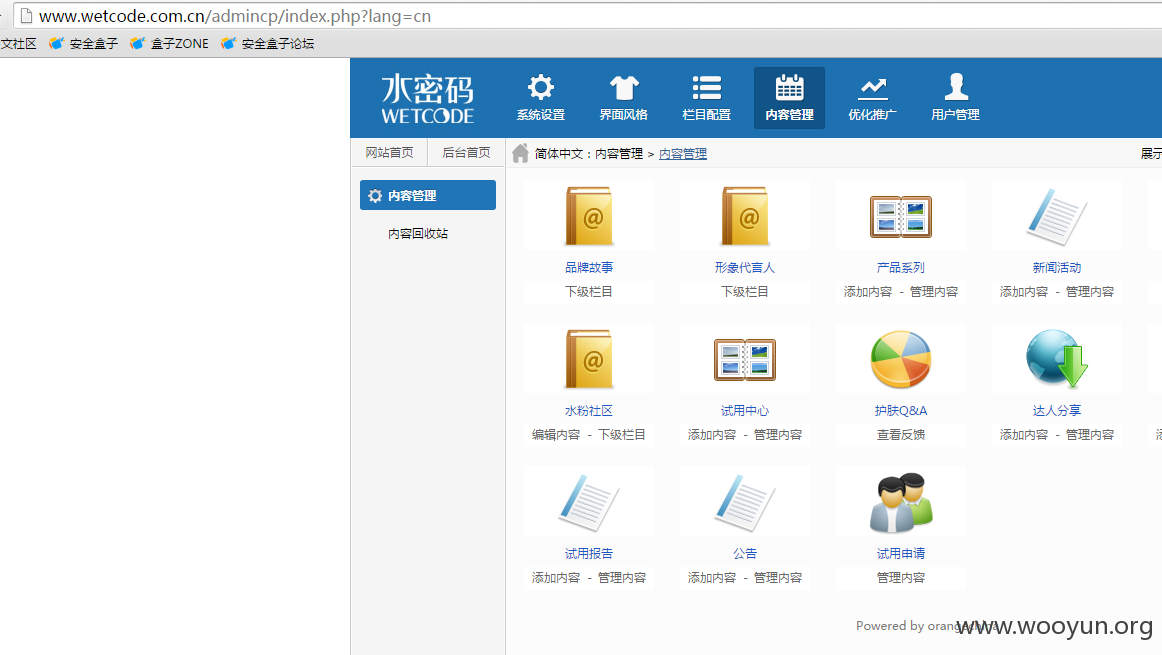 www.wetcode.com.cn/admincp/index.php?lang=cn
文社区 安全盒子 盒子ZONE 安全盒子论坛
水密码
WETCODE
系统设置 界面风格 栏目配置 内容管理 优化推广 用户管理
网站首页 后台首页 简体中文：内容管理 > 内容管理 展示
内容管理
内容回收站
品牌故事 形象代言人 产品系列 新闻活动
下级栏目 下级栏目 添加内容 - 管理内容 添加内容 - 管理内容
水粉社区 试用中心 护肤Q&A 达人分享
编辑内容 - 下级栏目 添加内容 - 管理内容 查看反馈 添加内容 - 管理内容
试用报告 公告 试用申请
添加内容 - 管理内容 添加内容 - 管理内容 管理内容
Powered by
www.wooyun.org